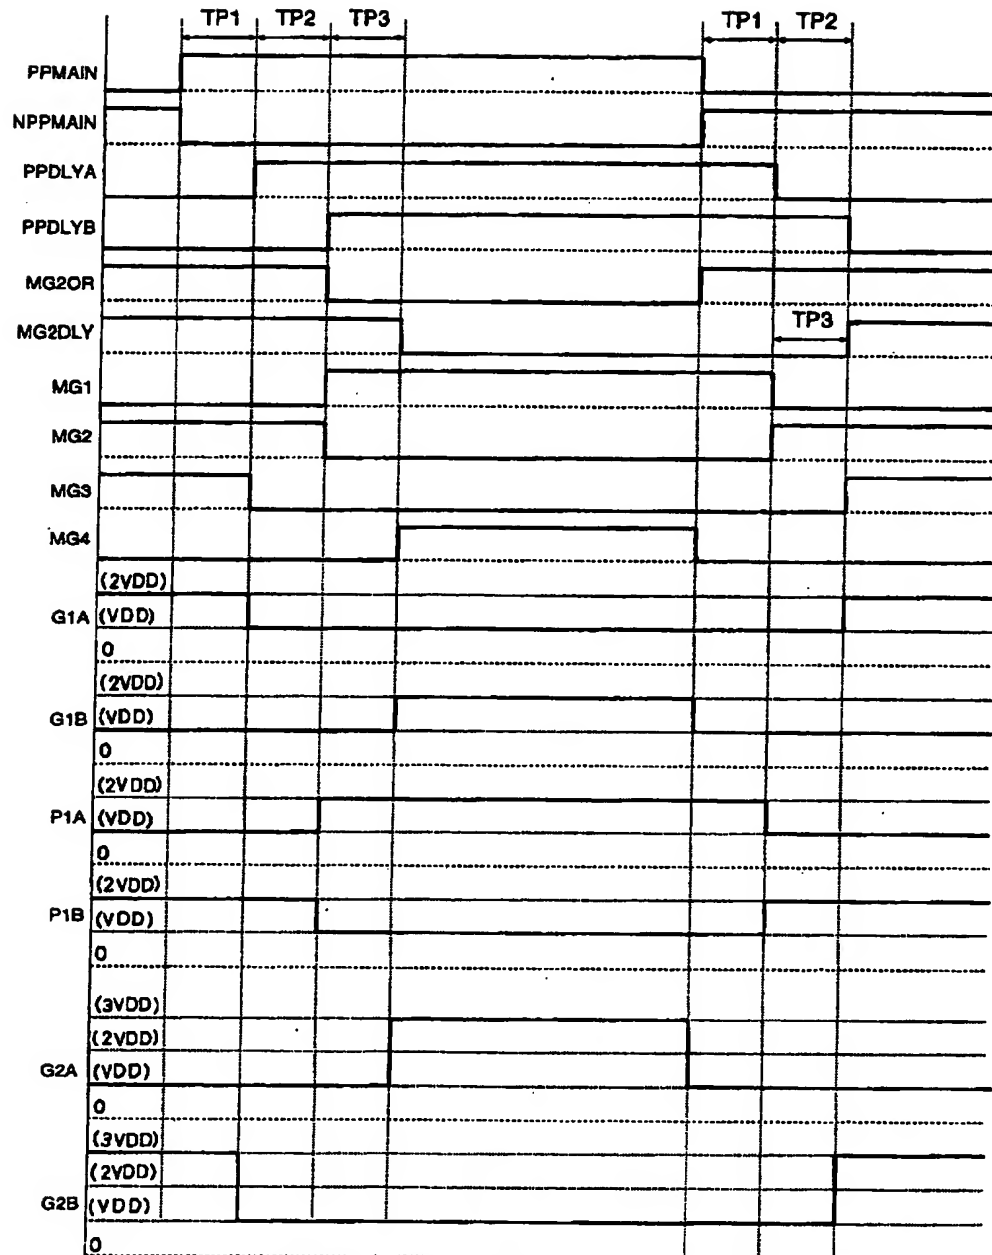 TP1 TP2 TP3 TP1 TP2
PPMAIN
NPPMAIN
PPDLYA
PPDLYB
MG2OR
MG2DLY TP3
MG1
MG2
MG3
MG4
(2VDD)
G1A (VDD)
0
(2VDD)
G1B (VDD)
0
(2VDD)
P1A (VDD)
0
(2VDD)
P1B (VDD)
0
(3VDD)
(2VDD)
G2A (VDD)
0
(3VDD)
(2VDD)
G2B (VDD)
0